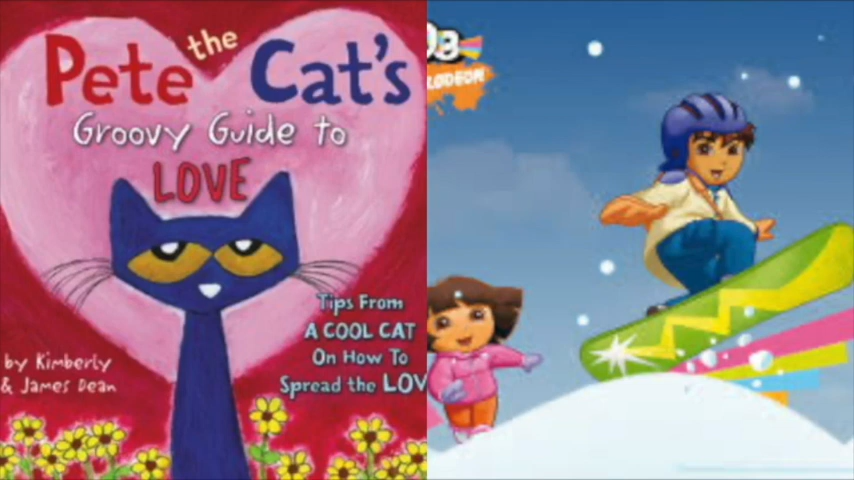 the
Pete Cat's
Groovy Guide to
LOVE
Tips From
A COOL CAT
On How To
Spread the LOV
by Kimberly
& James Dean